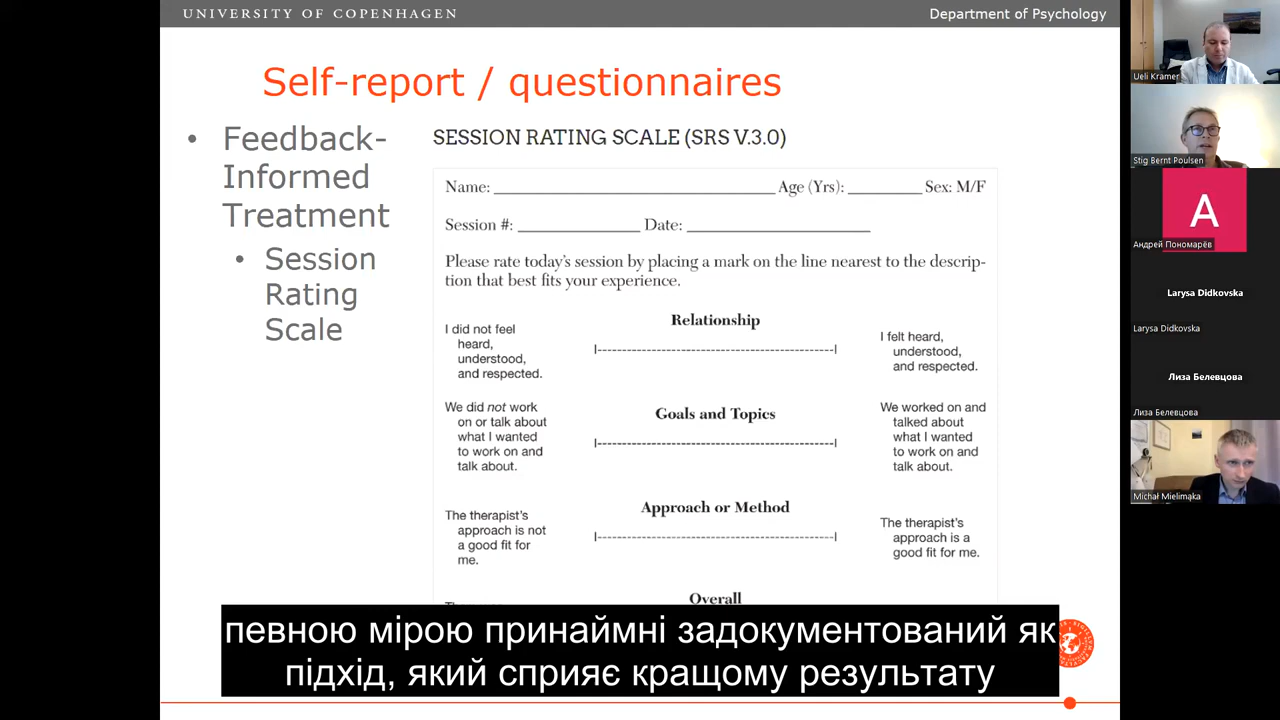 UNIVERSITY OF COPENHAGEN
Department of Psychology
Self-report / questionnaires
• Feedback-
Informed
Treatment
• Session
Rating
Scale
SESSION RATING SCALE (SRS V.3.0)
Name: ____________________ Age (Yrs): ________ Sex: M/F
Session #: ____________ Date: __________________
Please rate today's session by placing a mark on the line nearest to the descrip-
tion that best fits your experience.
Relationship
I did not feel
heard,
understood,
and respected.
I felt heard,
understood,
and respected.
Goals and Topics
We did not work
on or talk about
what I wanted
to work on and
talk about.
We worked on and
talked about
what I wanted
to work on and
talk about.
Approach or Method
The therapist's
approach is not
a good fit for
me.
The therapist's
approach is a
good fit for me.
Overall
певною мірою принаймні задокументований як
підхід, який сприяє кращому результату
Ueli Kramer
Stig Bernt Poulsen
A
Андрей Пономарёв
Larysa Didkovska
Larysa Didkovska
Лиза Белевцова
Лиза Белевцова
Michał Mielimąka